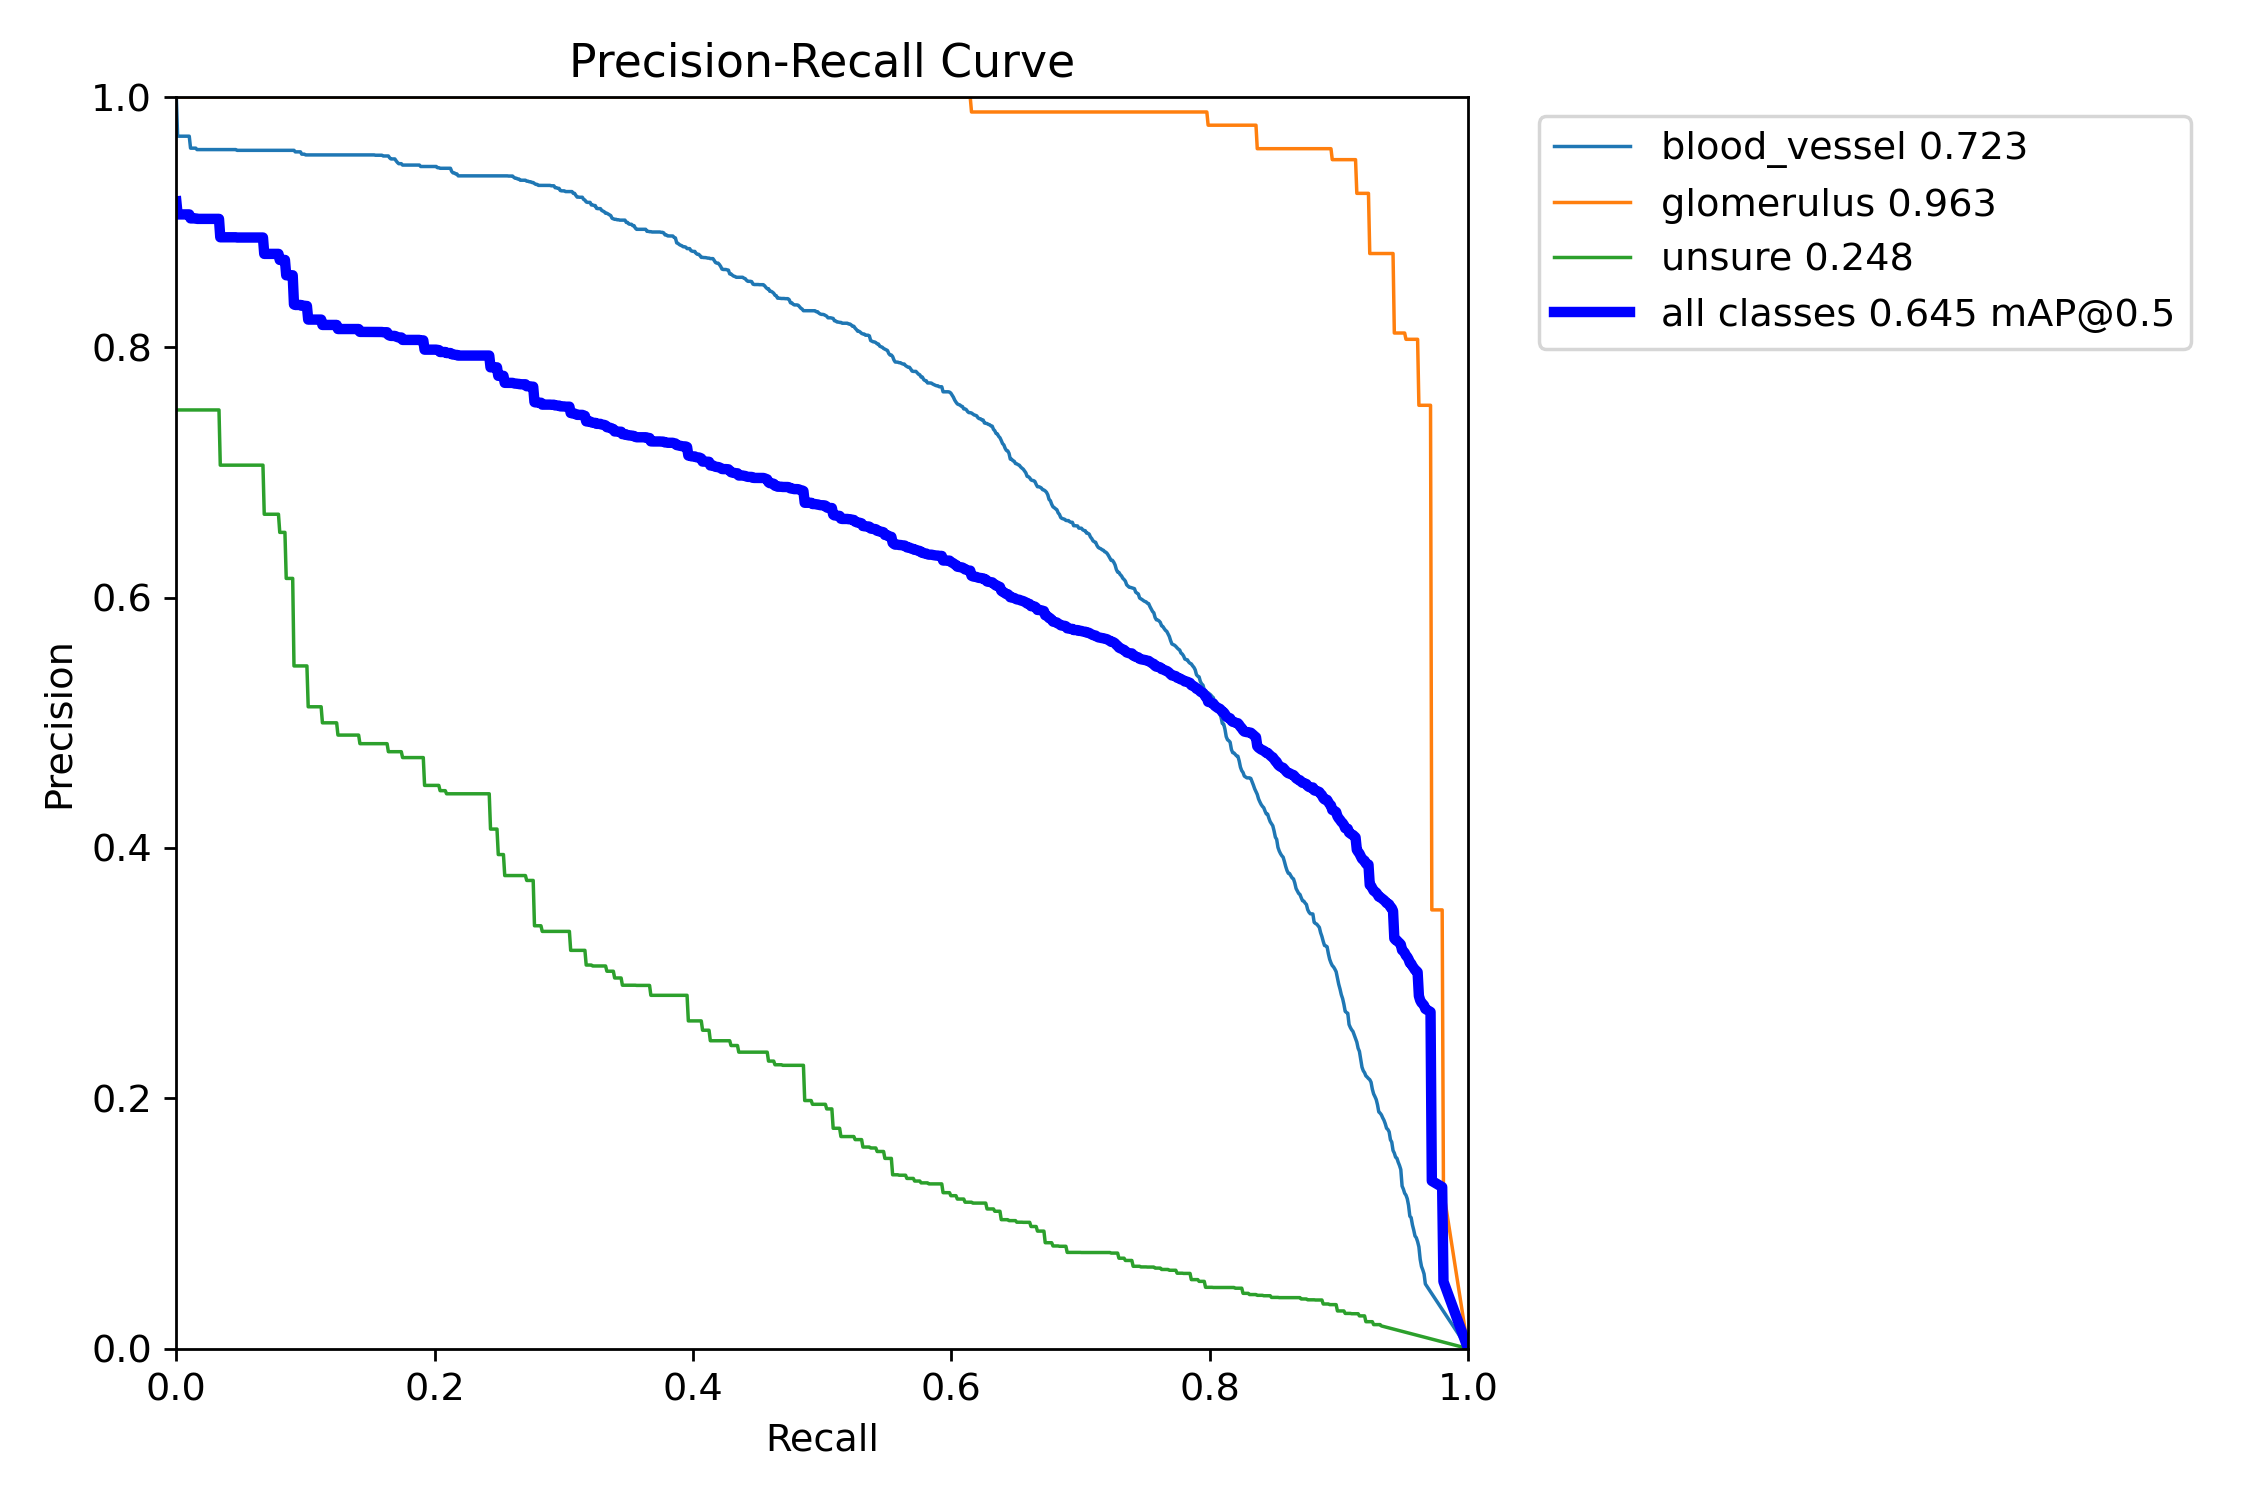 Precision-Recall Curve
1.0
0.8
0.6
0.4
0.2
0.0
Precision
0.0 0.2 0.4 0.6 0.8 1.0
Recall
blood_vessel 0.723
glomerulus 0.963
unsure 0.248
all classes 0.645 mAP@0.5